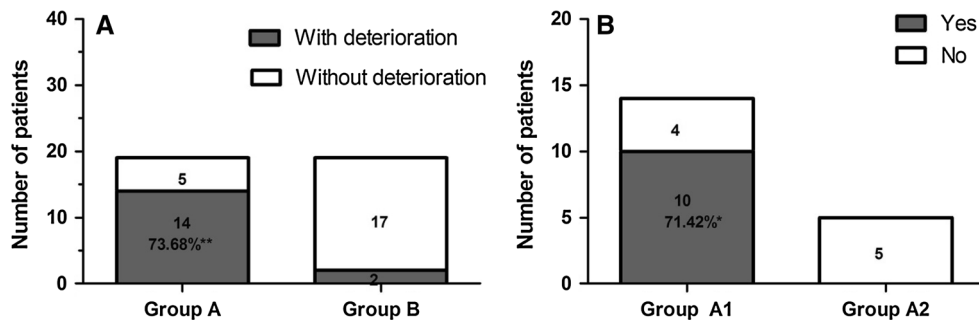 A
With deterioration
Without deterioration
Number of patients
40
30
20
10
0
5
14
73.68%**
17
2
Group A
Group B
B
Yes
No
Number of patients
20
15
10
5
0
4
10
71.42%*
5
Group A1
Group A2